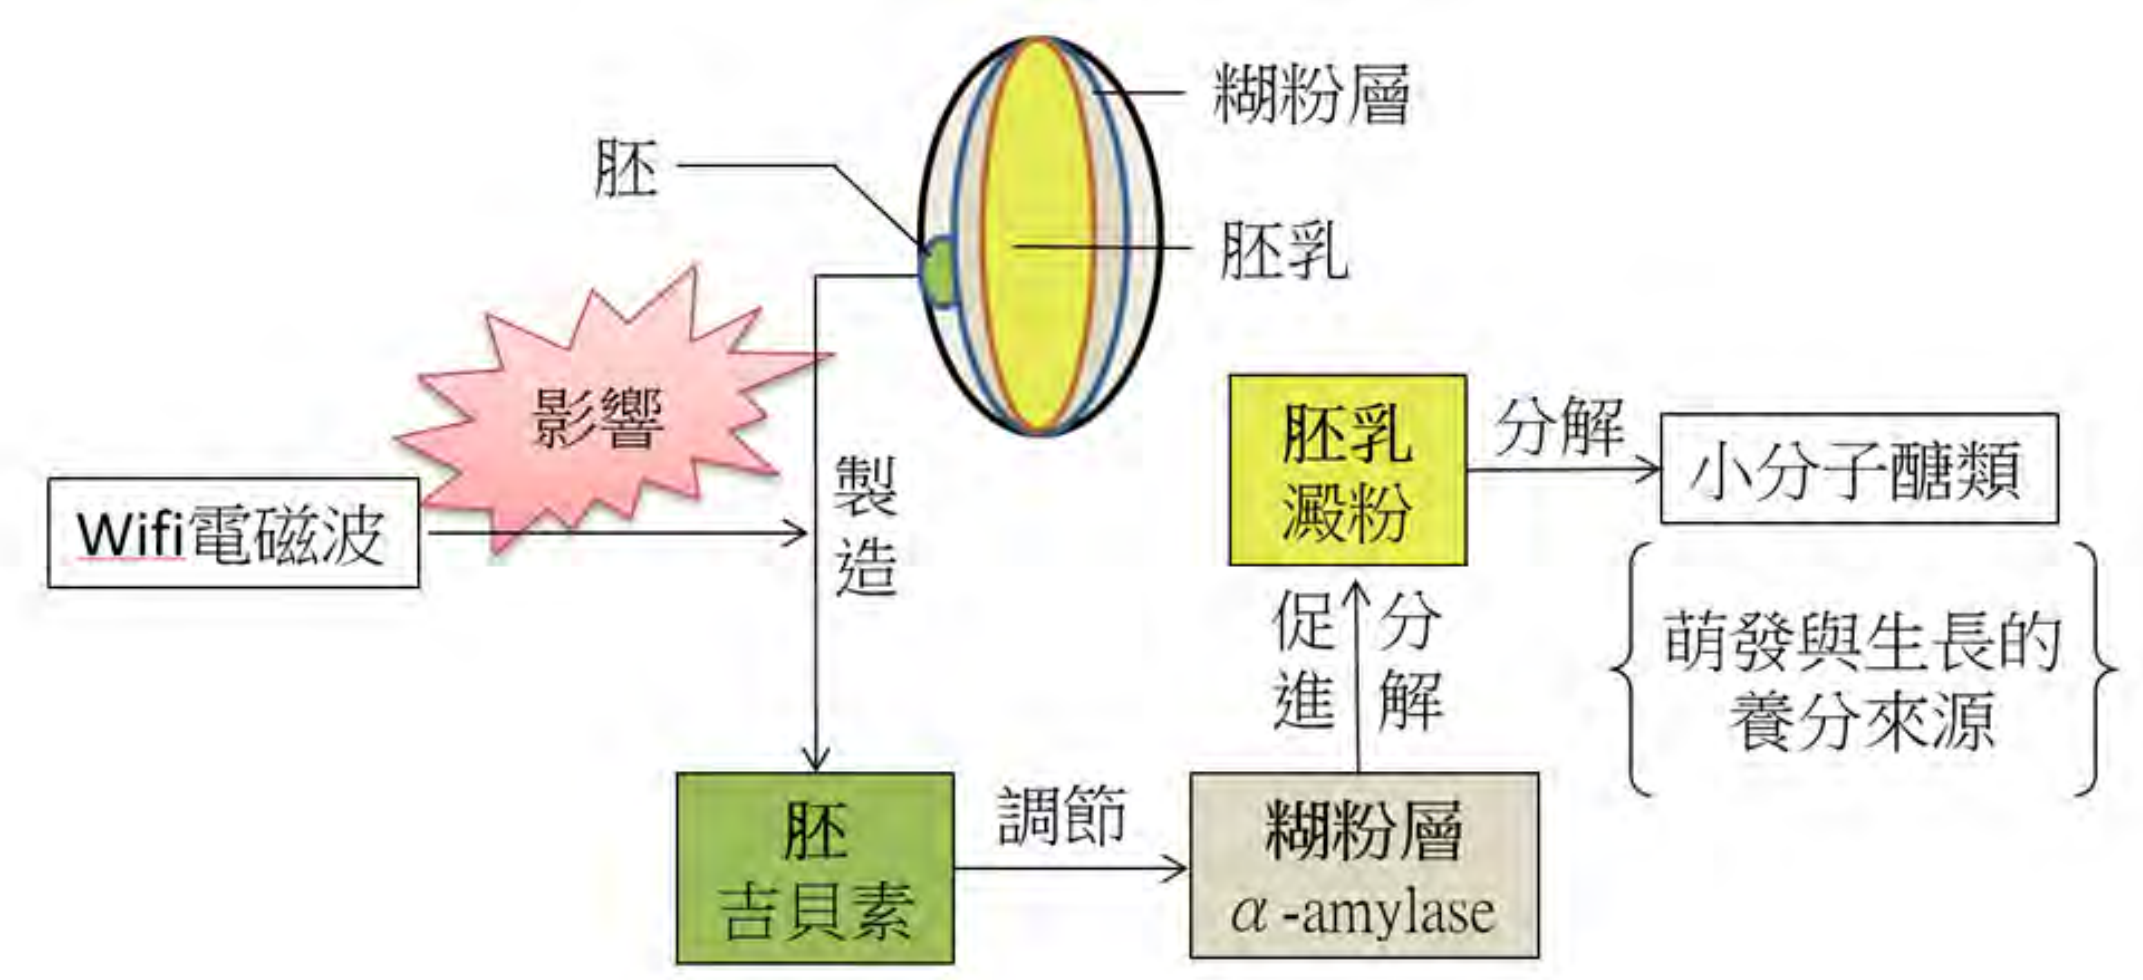 糊粉層
胚
胚乳
影響
Wifi電磁波
製造
胚乳
澱粉
分解
小分子醣類
促進
分解
萌發與生長的
養分來源
胚
吉貝素
調節
糊粉層
α-amylase